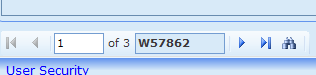 1 of 3 W57862
User Security